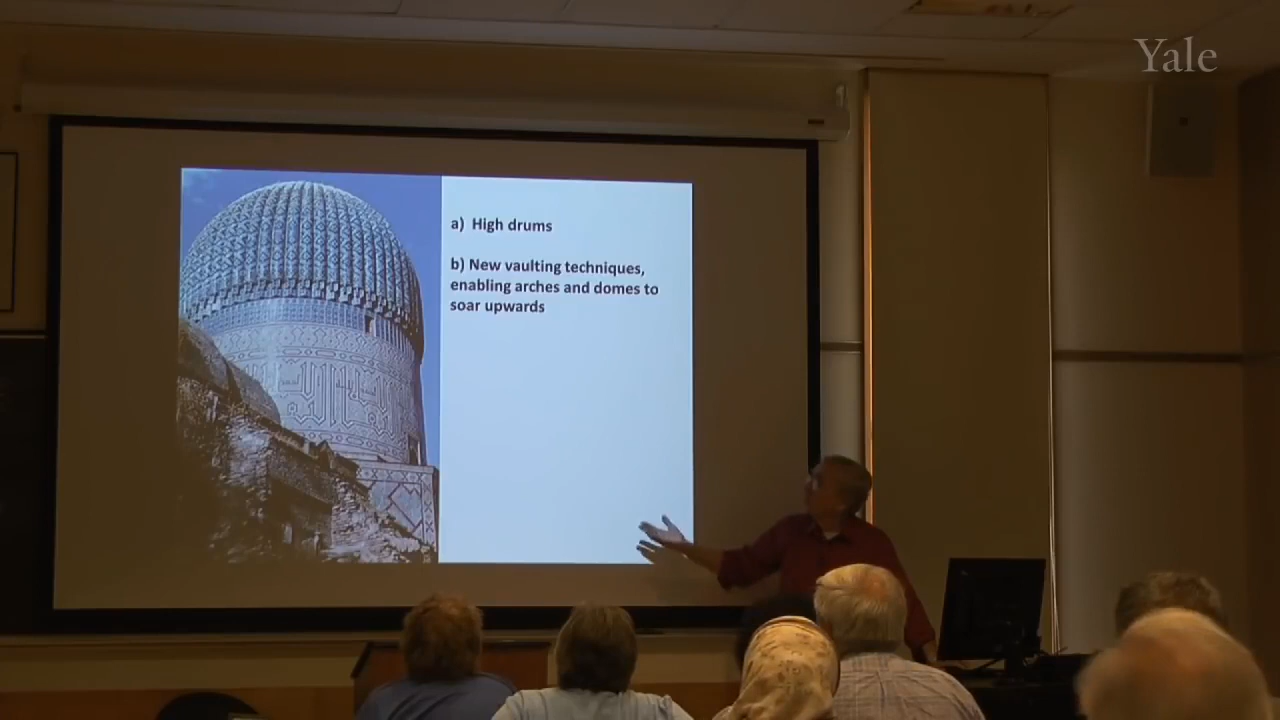 Yale
a) High drums
b) New vaulting techniques,
enabling arches and domes to
soar upwards